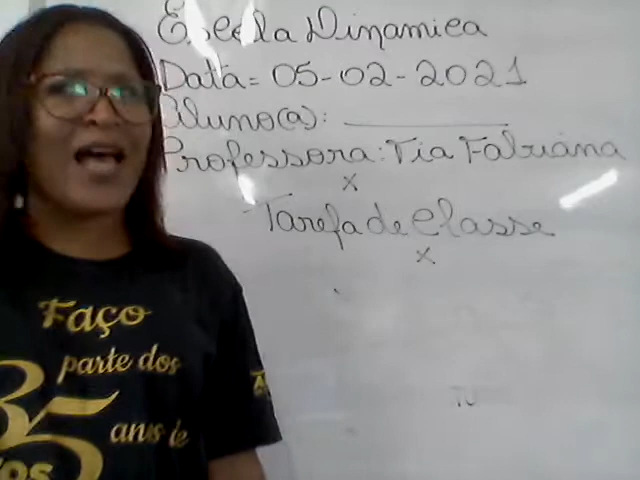 Escola Dinamica
Data = 05-02-2021
Aluno(a): ____________
Professora: Tia Fabiana
x
Tarefa de Classe
x
Faço
parte dos
35
anos de